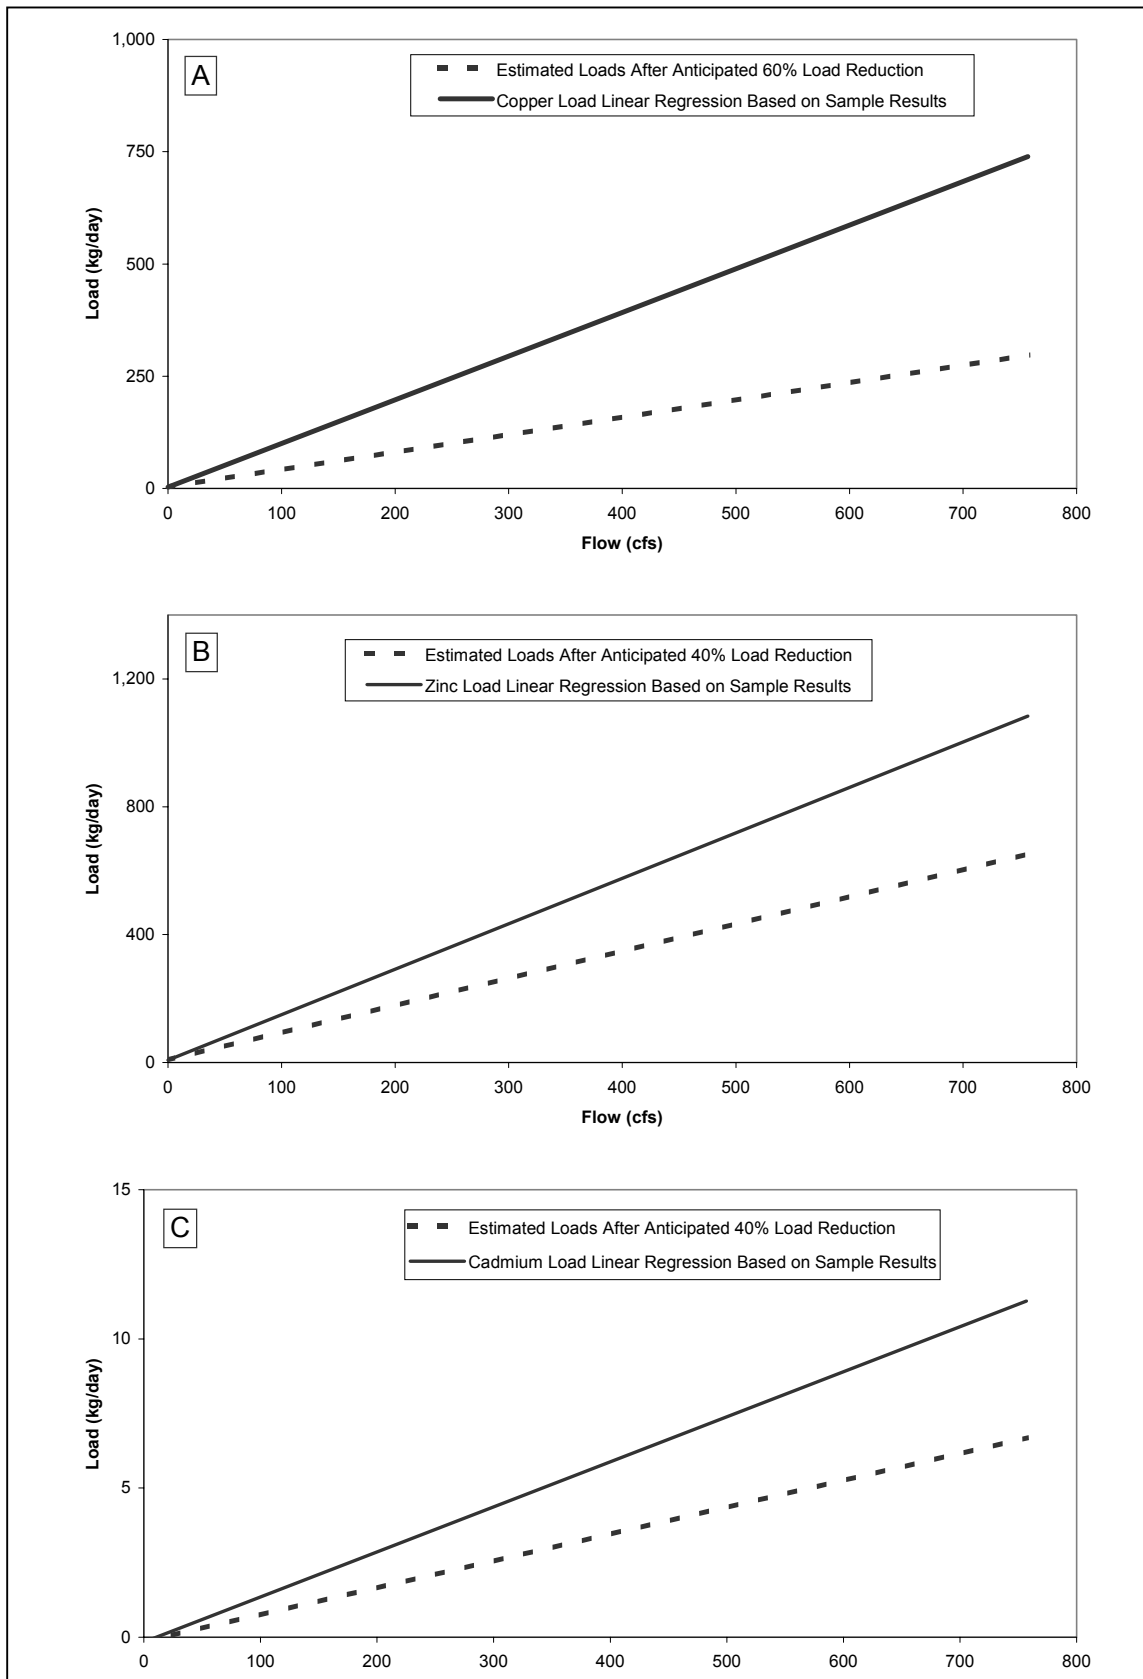 1,000
A
Estimated Loads After Anticipated 60% Load Reduction
Copper Load Linear Regression Based on Sample Results
750
500
250
0
Load (kg/day)
0 100 200 300 400 500 600 700 800
Flow (cfs)
B
Estimated Loads After Anticipated 40% Load Reduction
Zinc Load Linear Regression Based on Sample Results
1,200
800
400
0
Load (kg/day)
0 100 200 300 400 500 600 700 800
Flow (cfs)
15
C
Estimated Loads After Anticipated 40% Load Reduction
Cadmium Load Linear Regression Based on Sample Results
10
5
0
Load (kg/day)
0 100 200 300 400 500 600 700 800